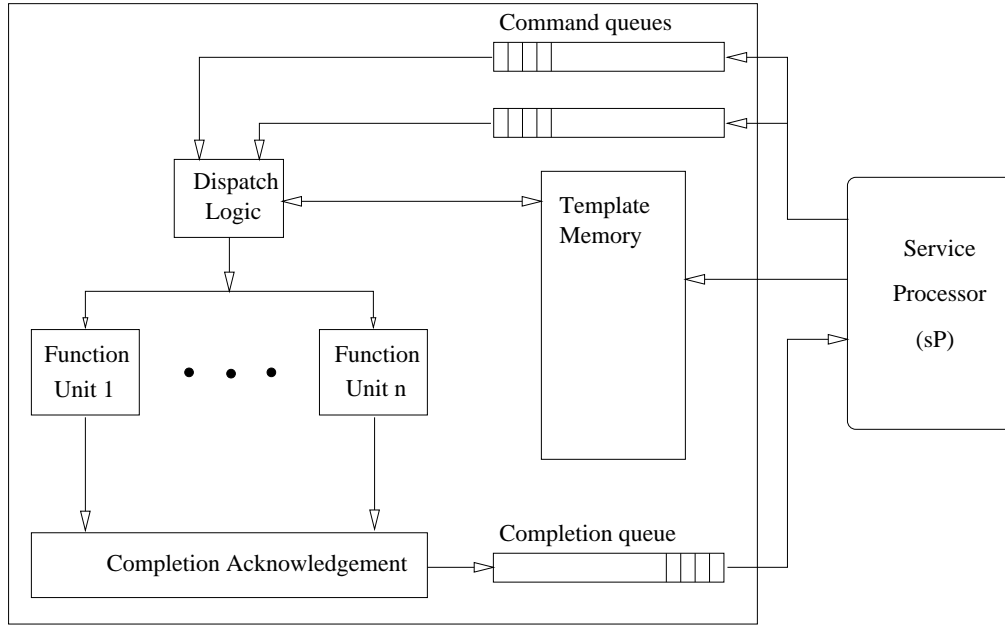 Command queues
Dispatch
Logic
Template
Memory
Service
Processor
(sP)
Function
Unit 1
Function
Unit n
Completion queue
Completion Acknowledgement